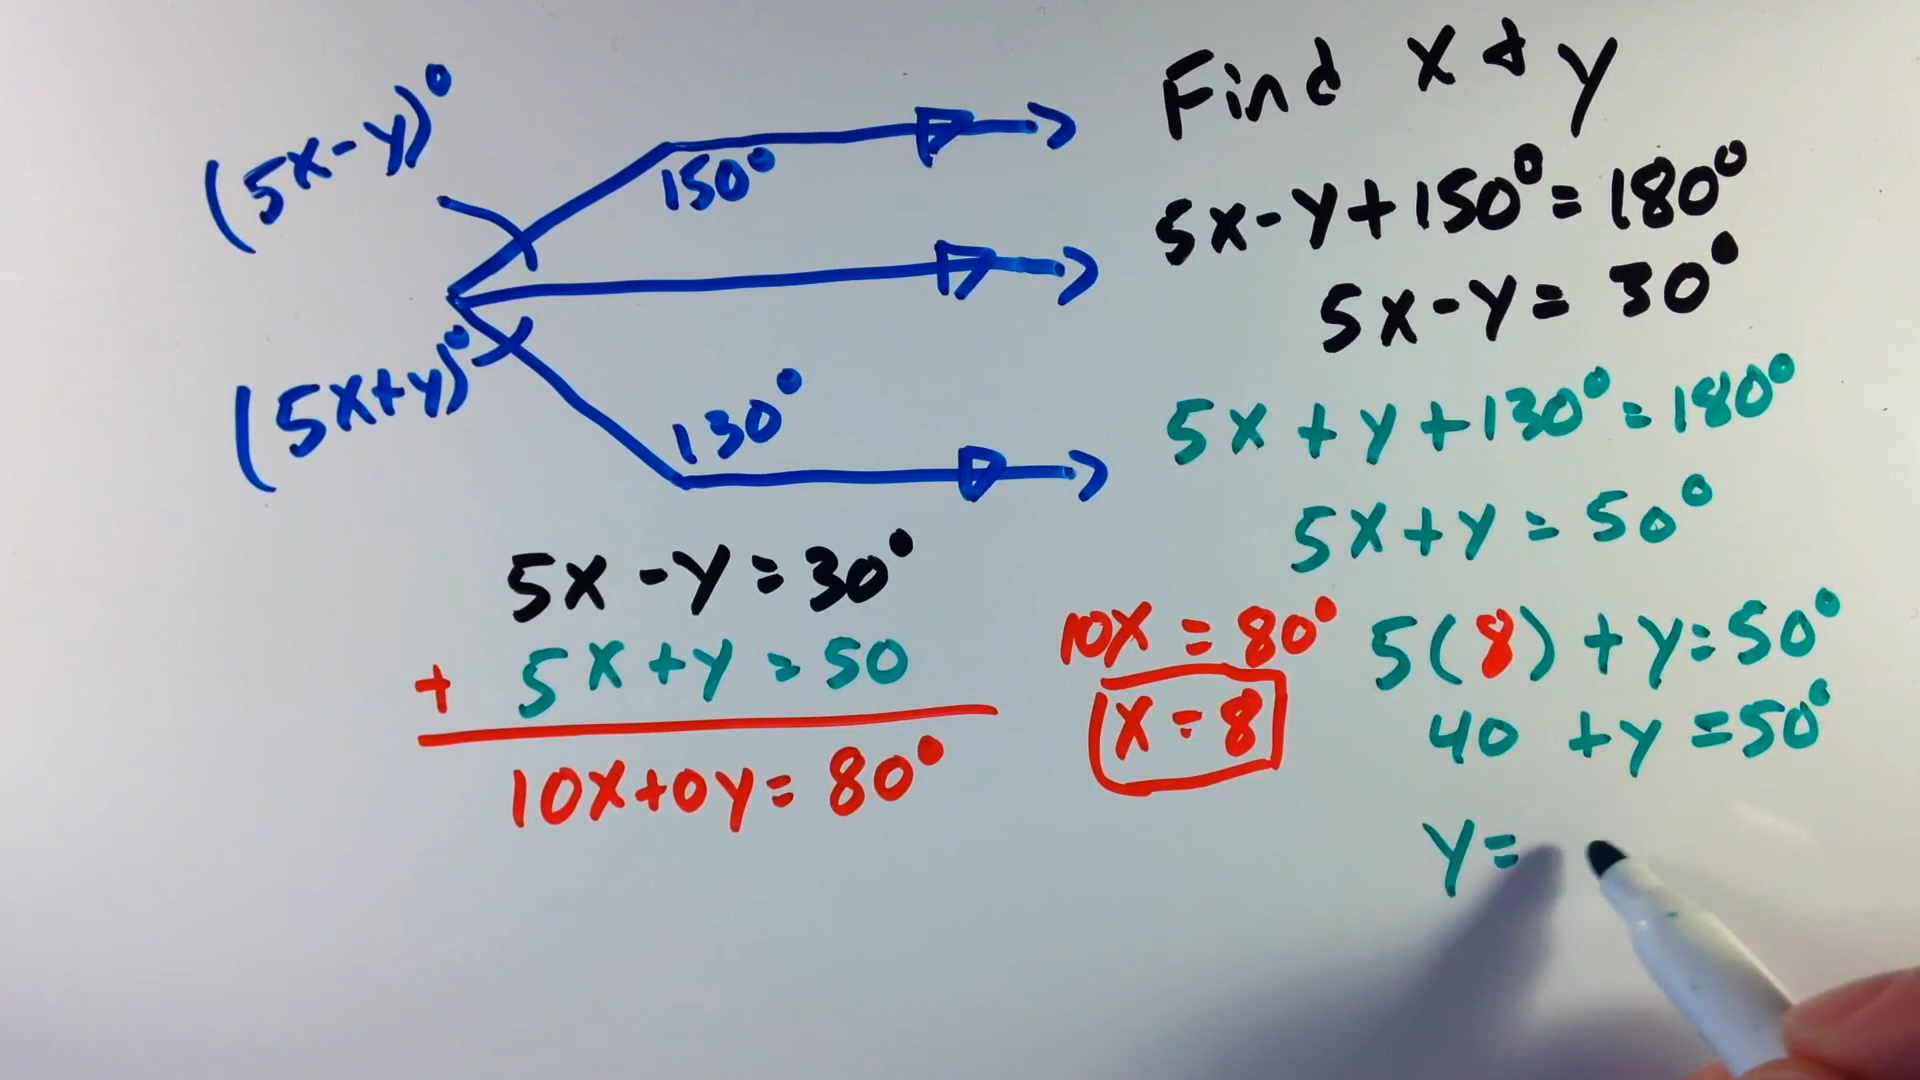 (5x-y)°
150°
(5x+y)°
130°
Find x & y
5x-y+150°=180°
5x-y=30°
5x+y+130°=180°
5x+y=50°
5x-y=30°
+ 5x+y=50
10x+0y=80°
10x=80°
x=8
5(8)+y=50°
40+y=50°
y=